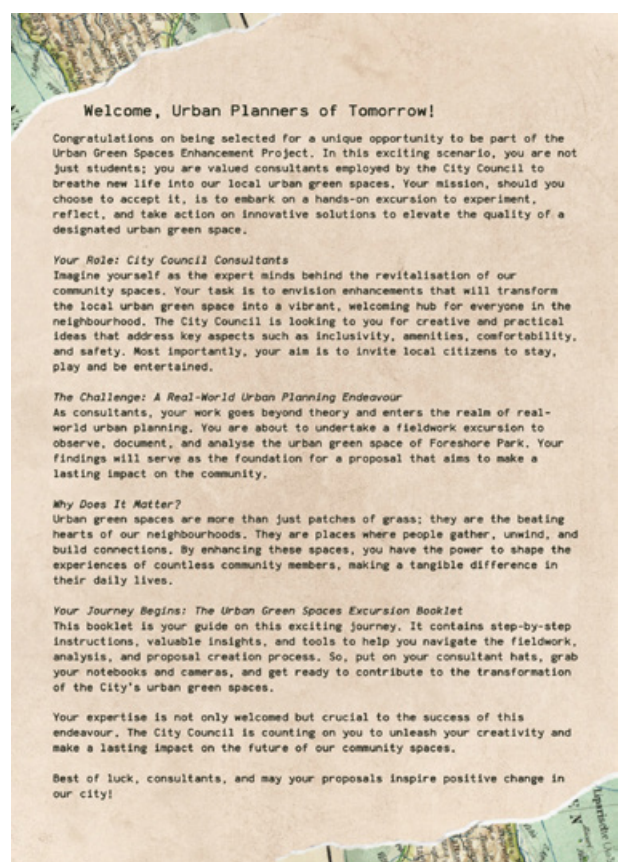 Welcome, Urban Planners of Tomorrow!
Congratulations on being selected for a unique opportunity to be part of the
Urban Green Spaces Enhancement Project. In this exciting scenario, you are not
just students; you are valued consultants employed by the City Council to
breathe new life into our local urban green spaces. Your mission, should you
choose to accept it, is to embark on a hands-on excursion to experiment,
reflect, and take action on innovative solutions to elevate the quality of a
designated urban green space.
Your Role: City Council Consultants
Imagine yourself as the expert minds behind the revitalisation of our
community spaces. Your task is to envision enhancements that will transform
the local urban green space into a vibrant, welcoming hub for everyone in the
neighbourhood. The City Council is looking to you for creative and practical
ideas that address key aspects such as inclusivity, amenities, comfortability,
and safety. Most importantly, your aim is to invite local citizens to stay,
play and be entertained.
The Challenge: A Real-World Urban Planning Endeavour
As consultants, your work goes beyond theory and enters the realm of real-
world urban planning. You are about to undertake a fieldwork excursion to
observe, document, and analyse the urban green space of Foreshore Park. Your
findings will serve as the foundation for a proposal that aims to make a
lasting impact on the community.
Why Does It Matter?
Urban green spaces are more than just patches of grass; they are the beating
hearts of our neighbourhoods. They are places where people gather, unwind, and
build connections. By enhancing these spaces, you have the power to shape the
experiences of countless community members, making a tangible difference in
their daily lives.
Your Journey Begins: The Urban Green Spaces Excursion Booklet
This booklet is your guide on this exciting journey. It contains step-by-step
instructions, valuable insights, and tools to help you navigate the fieldwork,
analysis, and proposal creation process. So, put on your consultant hats, grab
your notebooks and cameras, and get ready to contribute to the transformation
of the City's urban green spaces.
Your expertise is not only welcomed but crucial to the success of this
endeavour. The City Council is counting on you to unleash your creativity and
make a lasting impact on the future of our community spaces.
Best of luck, consultants, and may your proposals inspire positive change in
our city!